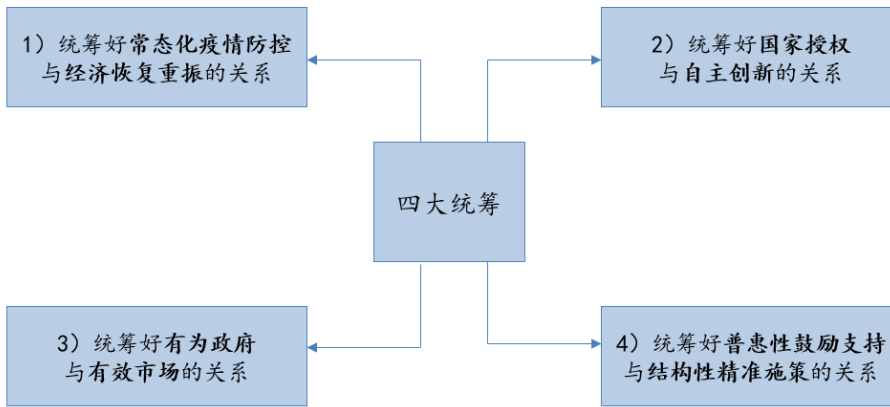 1）统筹好常态化疫情防控
与经济恢复重振的关系
2）统筹好国家授权
与自主创新的关系
四大统筹
3）统筹好有为政府
与有效市场的关系
4）统筹好普惠性鼓励支持
与结构性精准施策的关系